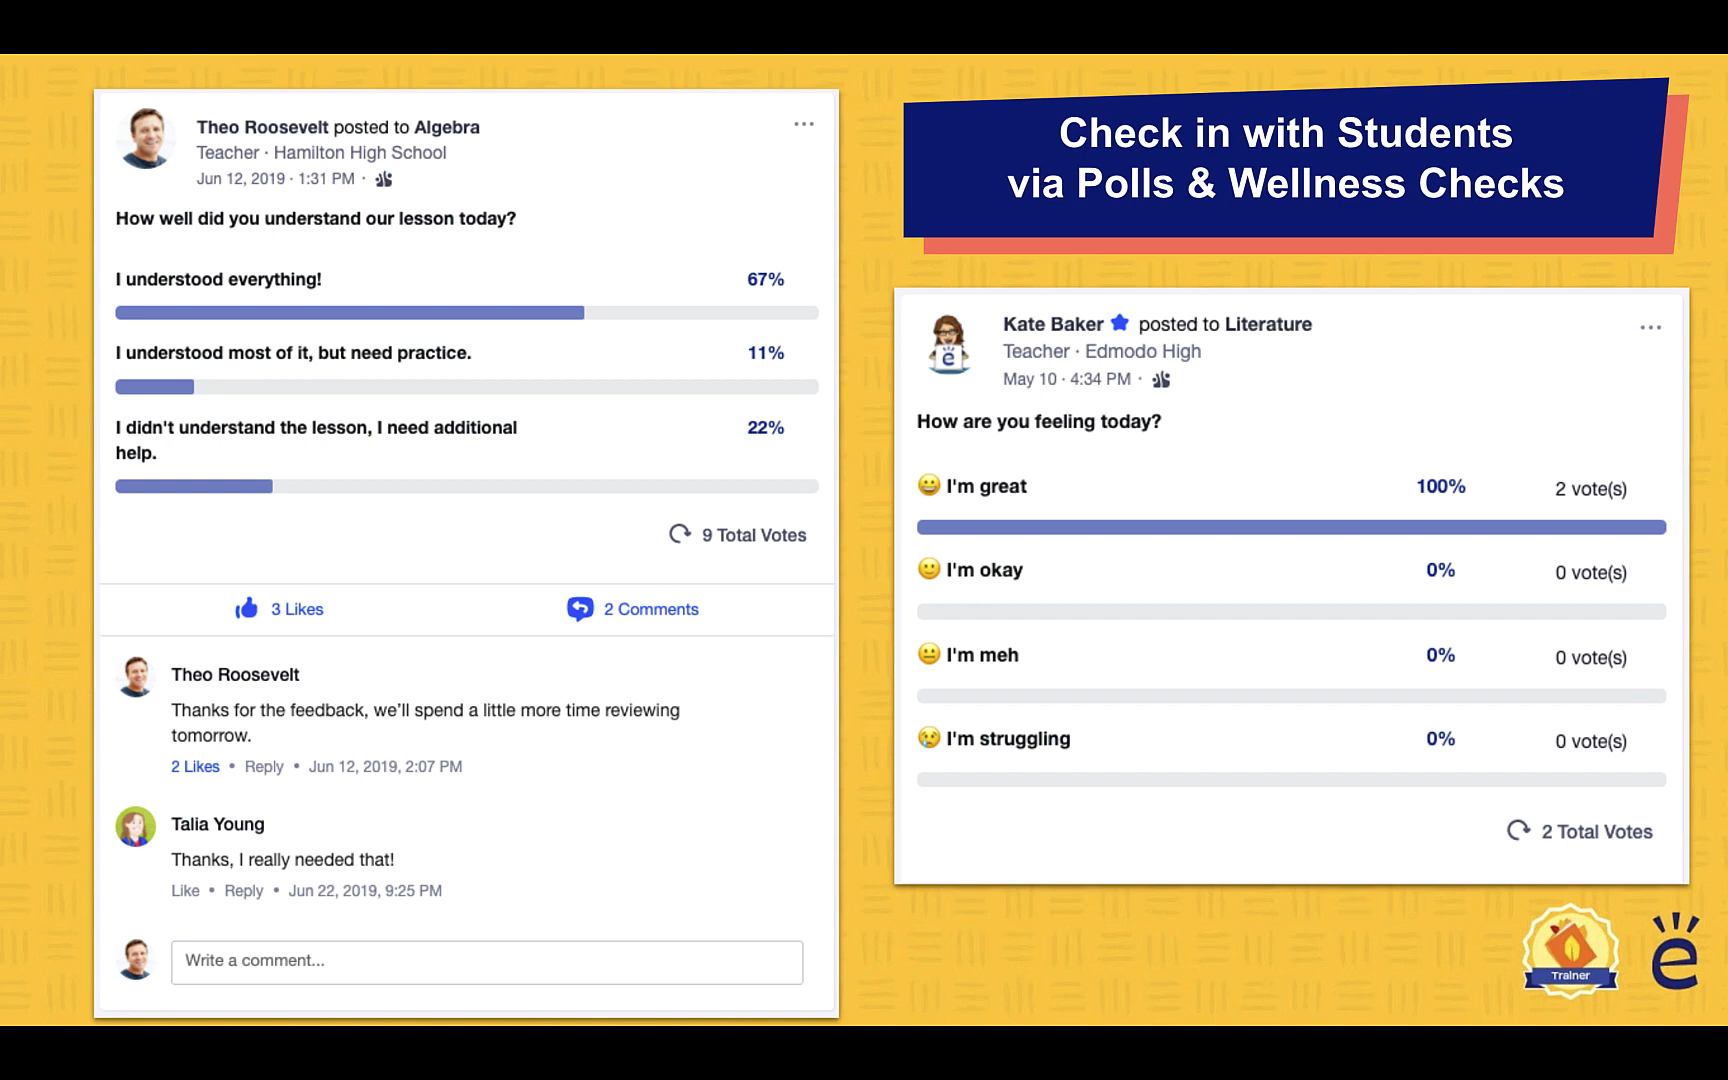 Theo Roosevelt posted to Algebra
Teacher · Hamilton High School
Jun 12, 2019 · 1:31 PM ·
How well did you understand our lesson today?
I understood everything! 67%
I understood most of it, but need practice. 11%
I didn't understand the lesson, I need additional 22%
help.
9 Total Votes
3 Likes 2 Comments
Theo Roosevelt
Thanks for the feedback, we’ll spend a little more time reviewing
tomorrow.
2 Likes • Reply • Jun 12, 2019, 2:07 PM
Talia Young
Thanks, I really needed that!
Like • Reply • Jun 22, 2019, 9:25 PM
Write a comment...
Check in with Students
via Polls & Wellness Checks
Kate Baker posted to Literature
Teacher · Edmodo High
May 10 · 4:34 PM ·
How are you feeling today?
😀 I'm great 100% 2 vote(s)
🙂 I'm okay 0% 0 vote(s)
😐 I'm meh 0% 0 vote(s)
😢 I'm struggling 0% 0 vote(s)
2 Total Votes
Trainer
e